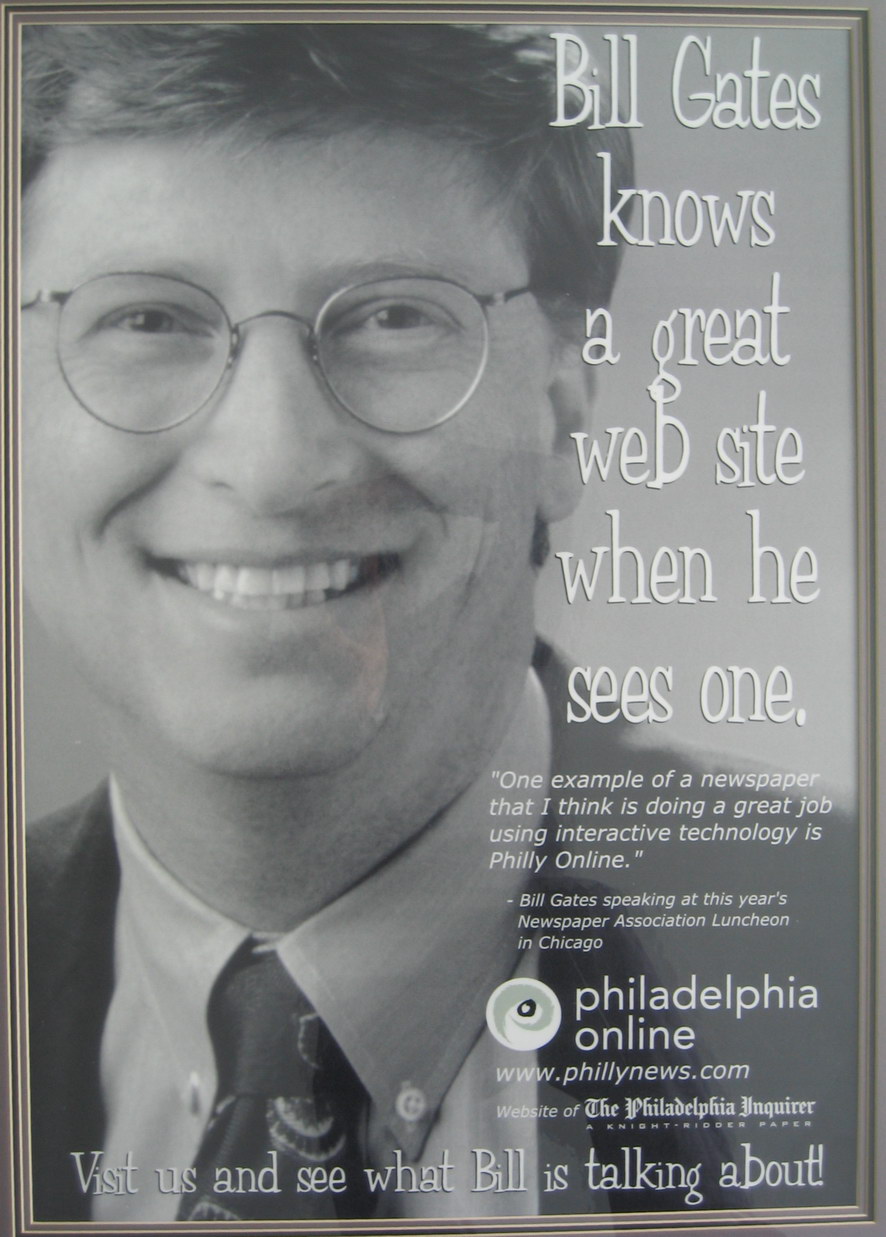 Bill Gates
knows
a great
web site
when he
sees one.
"One example of a newspaper
that I think is doing a great job
using interactive technology is
Philly Online."
- Bill Gates speaking at this year's
Newspaper Association Luncheon
in Chicago
philadelphia
online
www.phillynews.com
Website of The Philadelphia Inquirer
A KNIGHT-RIDDER PAPER
Visit us and see what Bill is talking about!